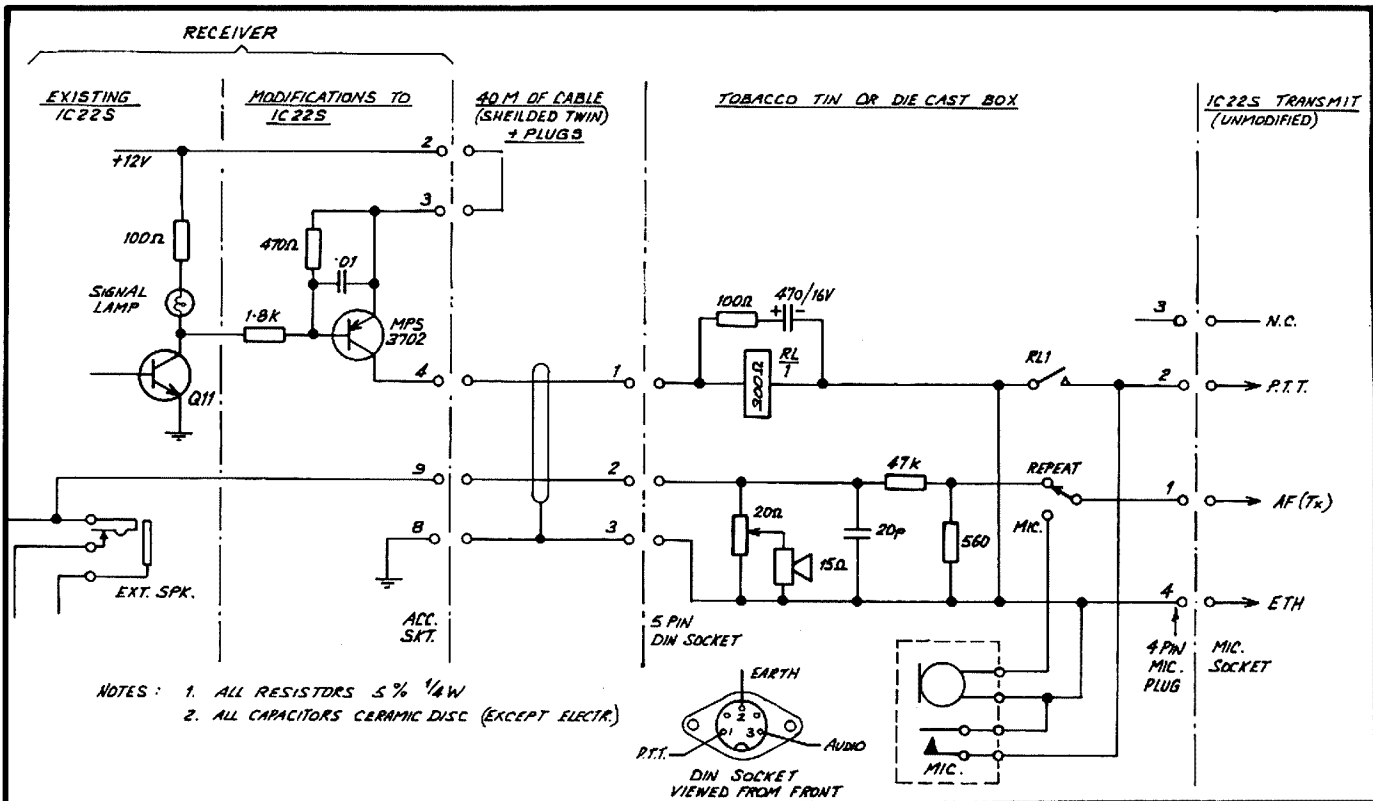 RECEIVER
EXISTING
IC22S
MODIFICATIONS TO
IC22S
40 M OF CABLE
(SHEILDED TWIN)
+ PLUGS
TOBACCO TIN OR DIE CAST BOX
IC22S TRANSMIT
(UNMODIFIED)
+12V
2
3
100Ω
470Ω
.01
SIGNAL
LAMP
1.8K
MPS
3702
Q11
4
1
100Ω
+ 470/16V -
RL
1
300Ω
RL1
3
N.C.
2
P.T.T.
9
2
47K
REPEAT
1
AF (Tx)
MIC.
8
3
20Ω
15Ω
20p
560
EXT. SPK.
4
ETH
ACC.
SKT.
5 PIN
DIN SOCKET
4 PIN
MIC.
PLUG
MIC.
SOCKET
NOTES : 1. ALL RESISTORS 5% 1/4 W
2. ALL CAPACITORS CERAMIC DISC (EXCEPT ELECTR.)
EARTH
2
1
3
P.T.T.
AUDIO
DIN SOCKET
VIEWED FROM FRONT
MIC.